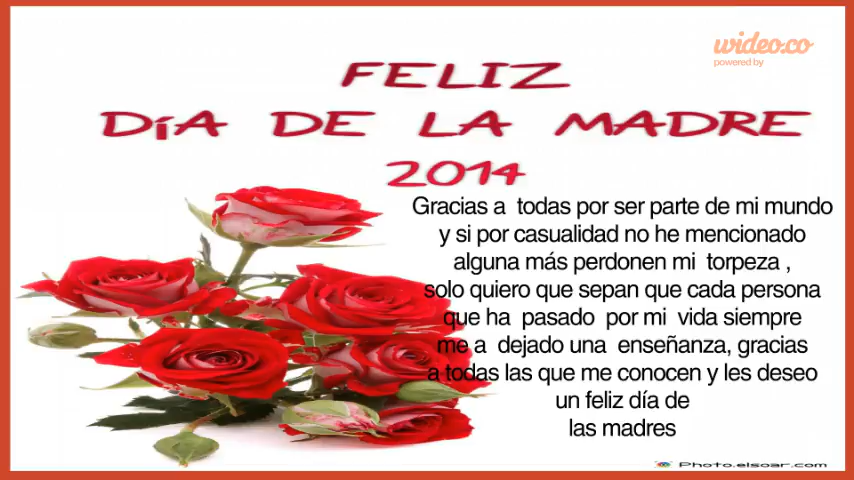 wideo.co
powered by
FELIZ
DíA DE LA MADRE
2014
Gracias a todas por ser parte de mi mundo
y si por casualidad no he mencionado
alguna más perdonen mi torpeza ,
solo quiero que sepan que cada persona
que ha pasado por mi vida siempre
me a dejado una enseñanza, gracias
a todas las que me conocen y les deseo
un feliz día de
las madres
Photo.elsoar.com